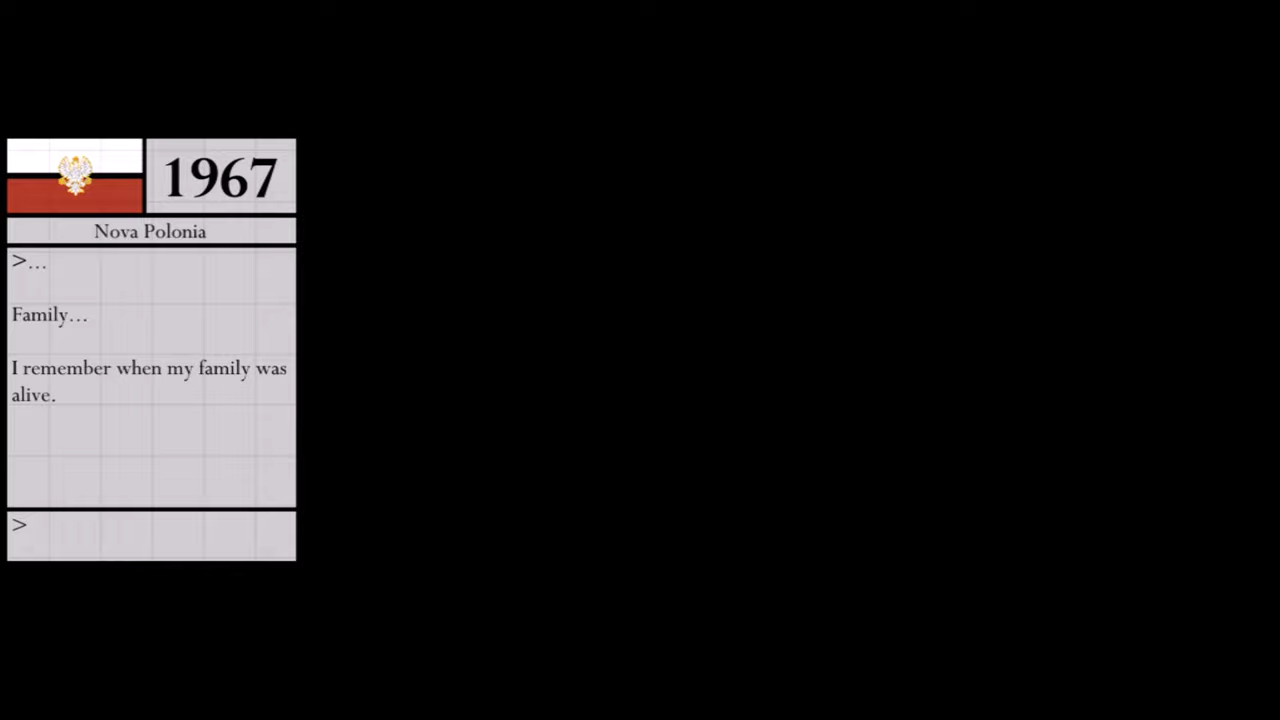 1967
Nova Polonia
>...
Family...
I remember when my family was
alive.
>